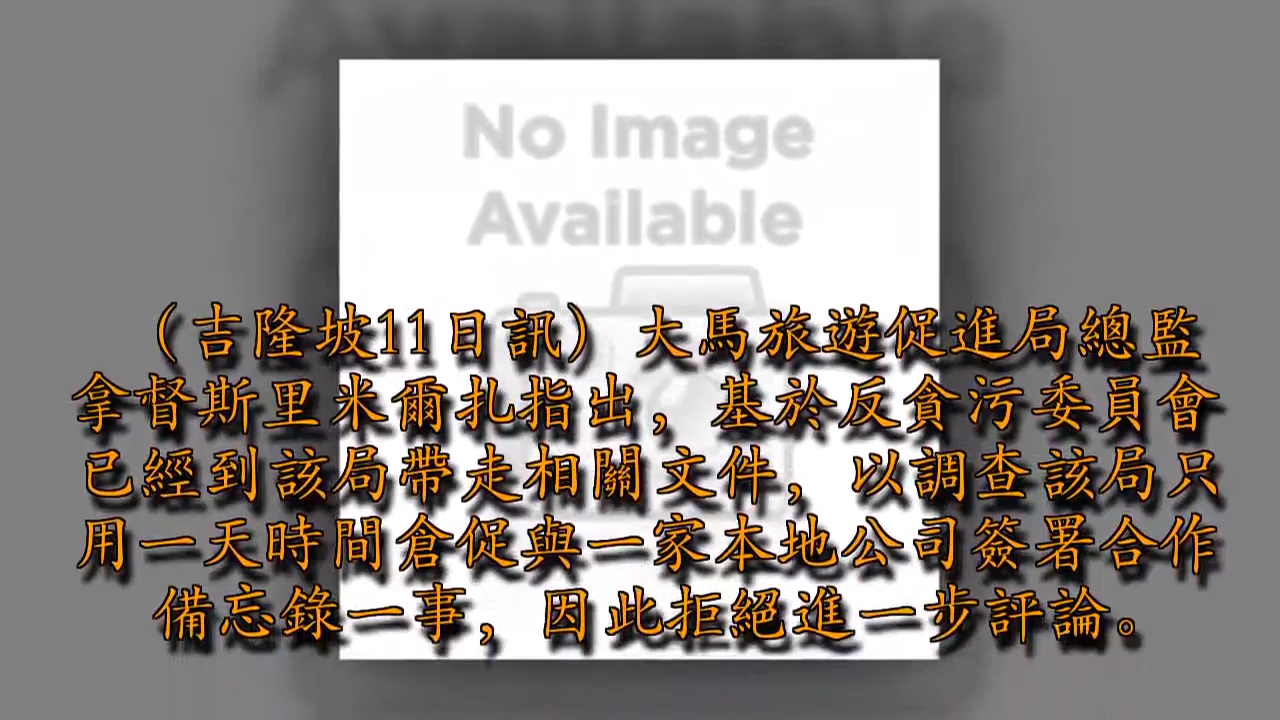 No Image
Available
（吉隆坡11日訊）大馬旅遊促進局總監
拿督斯里米爾扎指出，基於反貪污委員會
已經到該局帶走相關文件，以調查該局只
用一天時間倉促與一家本地公司簽署合作
備忘錄一事，因此拒絕進一步評論。